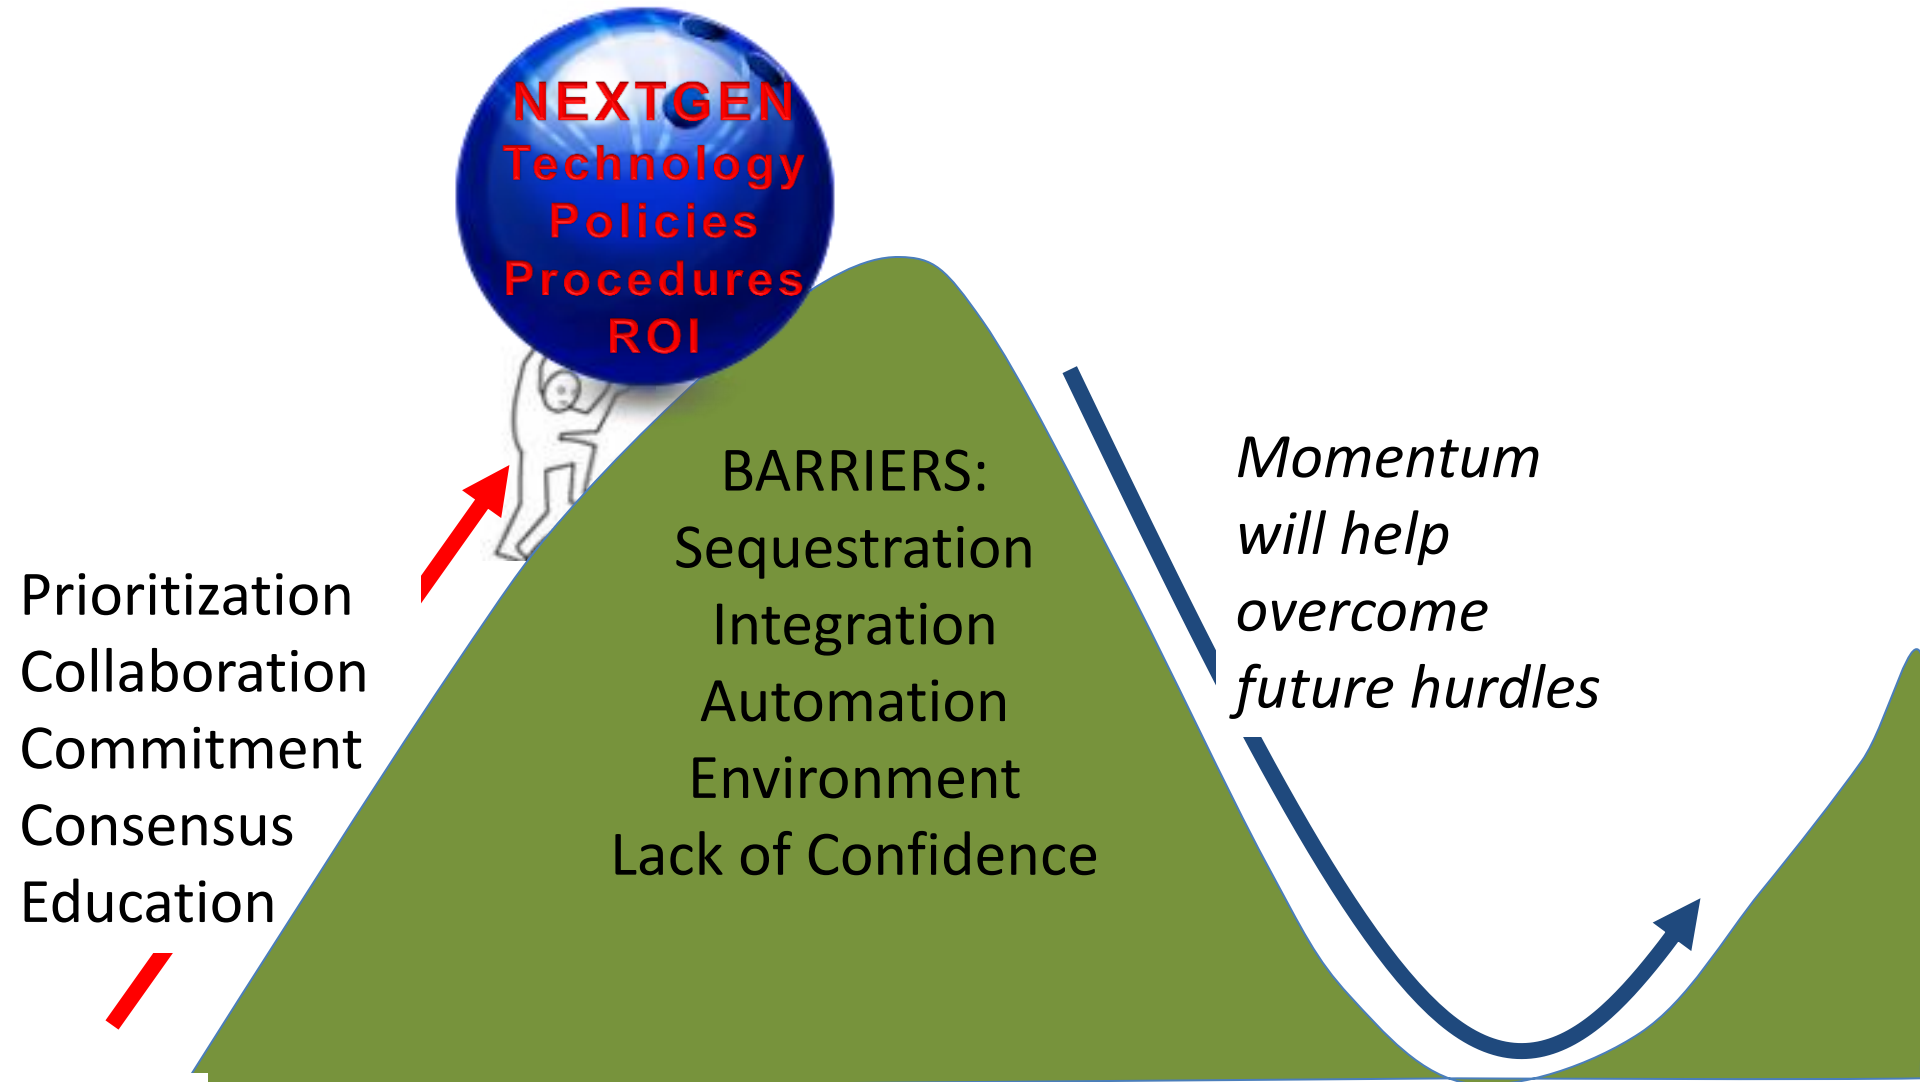 NEXTGEN
Technology
Policies
Procedures
ROI
BARRIERS:
Sequestration
Integration
Automation
Environment
Lack of Confidence
Prioritization
Collaboration
Commitment
Consensus
Education
Momentum
will help
overcome
future hurdles